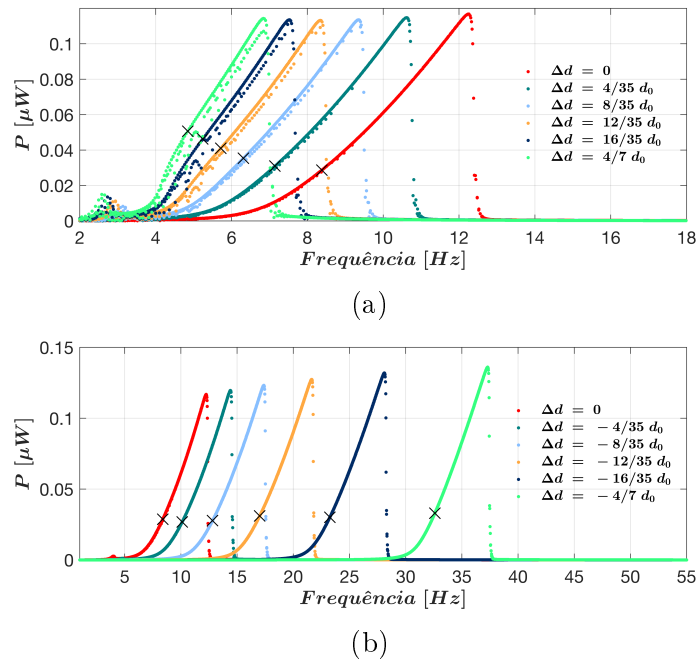 0.1
0.08
0.06
0.04
0.02
0
P [μW]
Δd = 0
Δd = 4/35 d₀
Δd = 8/35 d₀
Δd = 12/35 d₀
Δd = 16/35 d₀
Δd = 4/7 d₀
2 4 6 8 10 12 14 16 18
Frequência [Hz]
(a)
0.15
0.1
0.05
0
P [μW]
Δd = 0
Δd = − 4/35 d₀
Δd = − 8/35 d₀
Δd = − 12/35 d₀
Δd = − 16/35 d₀
Δd = − 4/7 d₀
5 10 15 20 25 30 35 40 45 50 55
Frequência [Hz]
(b)